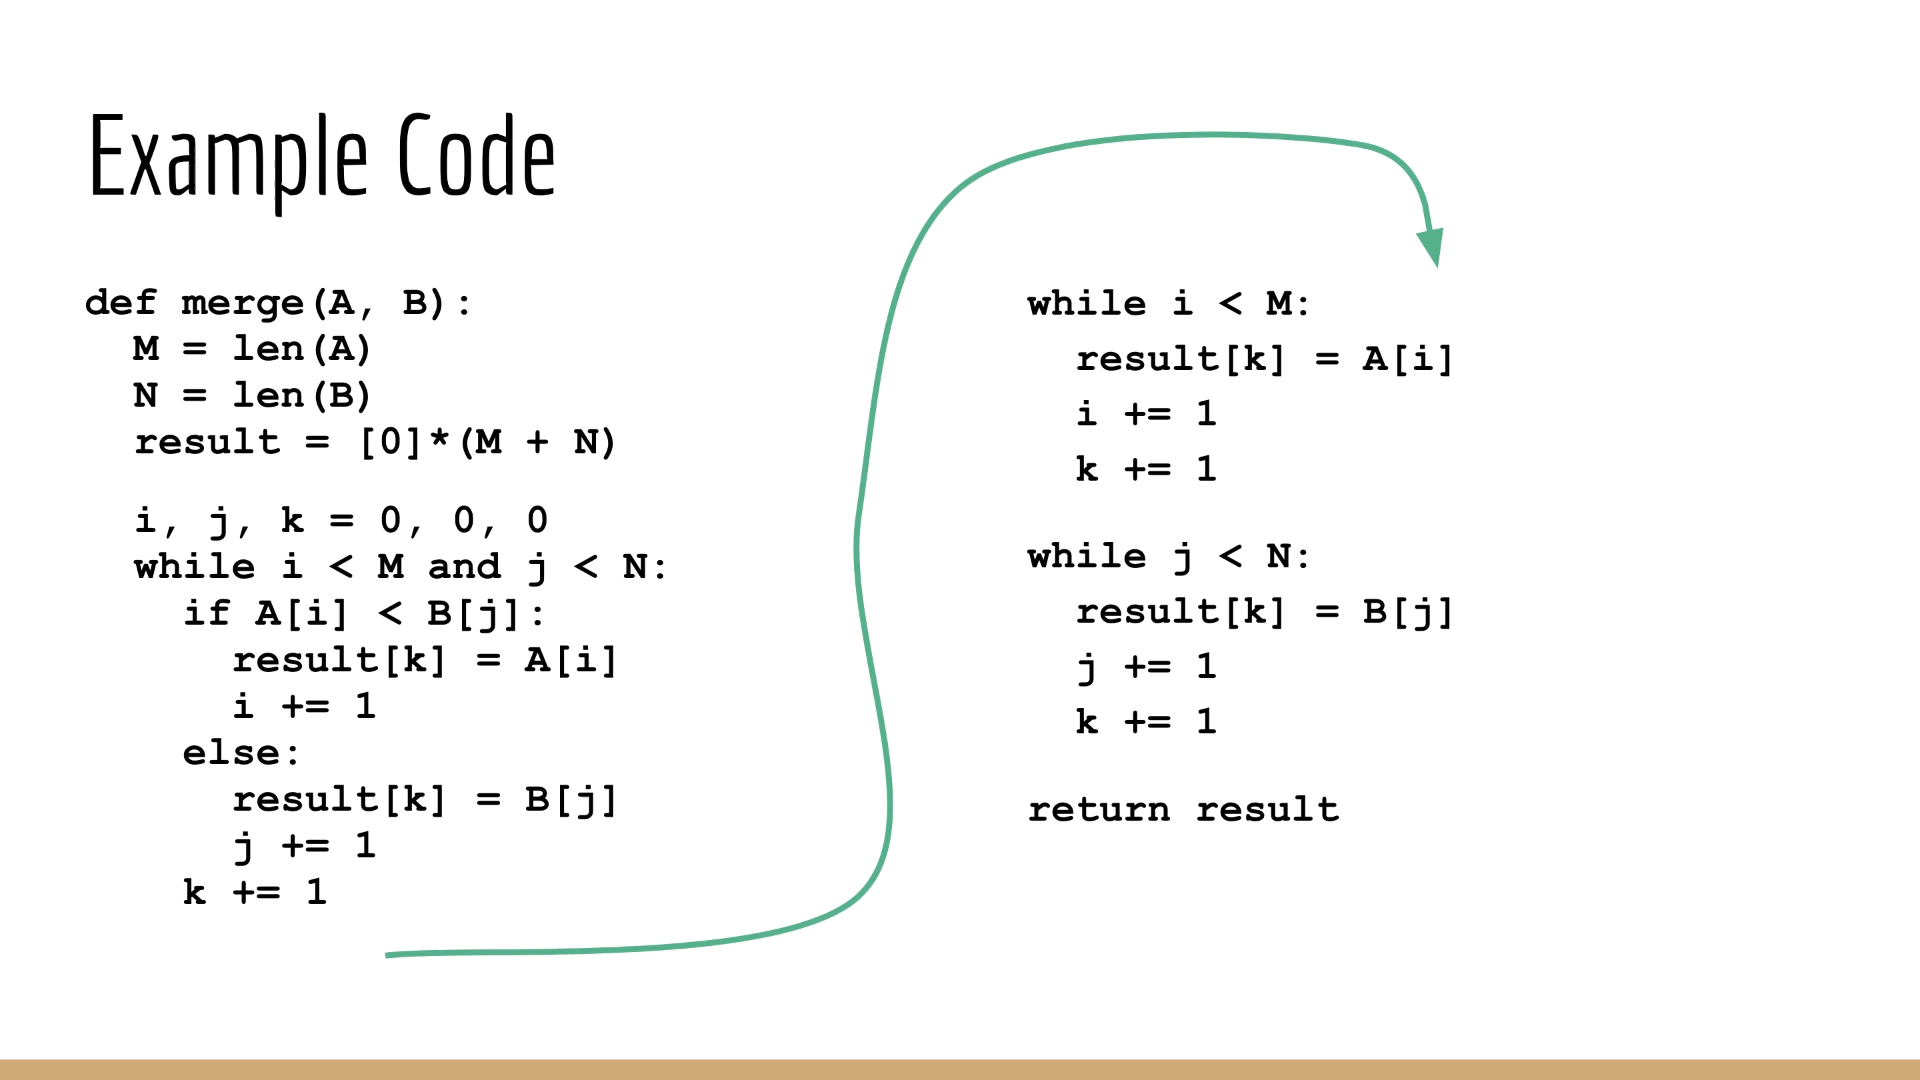 Example Code
def merge(A, B):
  M = len(A)
  N = len(B)
  result = [0]*(M + N)
  i, j, k = 0, 0, 0
  while i < M and j < N:
    if A[i] < B[j]:
      result[k] = A[i]
      i += 1
    else:
      result[k] = B[j]
      j += 1
    k += 1
while i < M:
  result[k] = A[i]
  i += 1
  k += 1
while j < N:
  result[k] = B[j]
  j += 1
  k += 1
return result